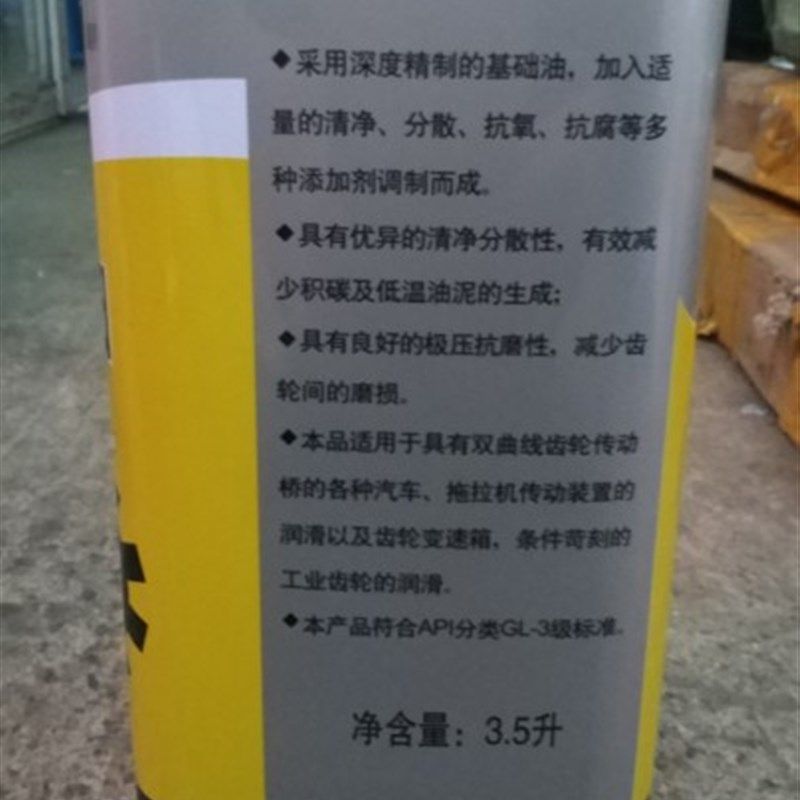 ◆采用深度精制的基础油，加入适
量的清净、分散、抗氧、抗腐等多
种添加剂调制而成。
◆具有优异的清净分散性，有效减
少积碳及低温油泥的生成；
◆具有良好的极压抗磨性，减少齿
轮间的磨损。
◆本品适用于具有双曲线齿轮传动
桥的各种汽车、拖拉机传动装置的
润滑以及齿轮变速箱，条件苛刻的
工业齿轮的润滑。
◆本产品符合API分类GL-3级标准。
净含量：3.5升